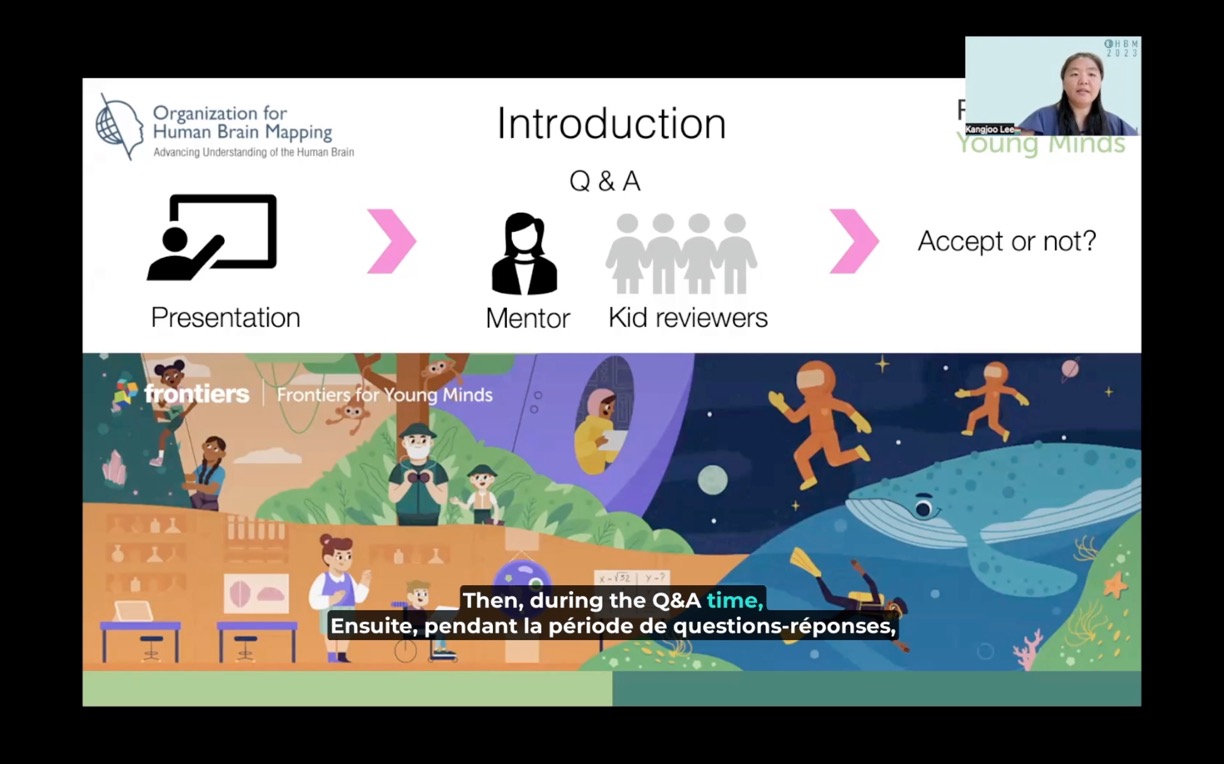 OHBM
2023
Kangjoo Lee
Organization for
Human Brain Mapping
Advancing Understanding of the Human Brain
Introduction
F
Young Minds
Q & A
Accept or not?
Presentation
Mentor
Kid reviewers
frontiers | Frontiers for Young Minds
x=√32 | y=?
Then, during the Q&A time,
Ensuite, pendant la période de questions-réponses,